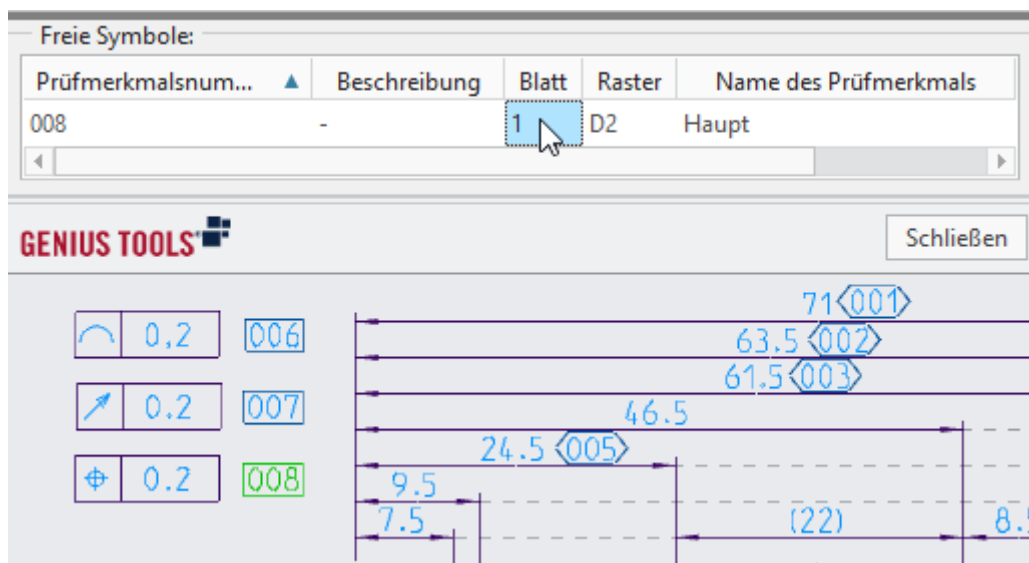 Freie Symbole:
Prüfmerkmalsnum... Beschreibung Blatt Raster Name des Prüfmerkmals
008 - 1 D2 Haupt
GENIUS TOOLS Schließen
71 001
0,2 006
63.5 002
61.5 003
0.2 007
46.5
24.5 005
0.2 008
9.5
7.5 (22) 8.5